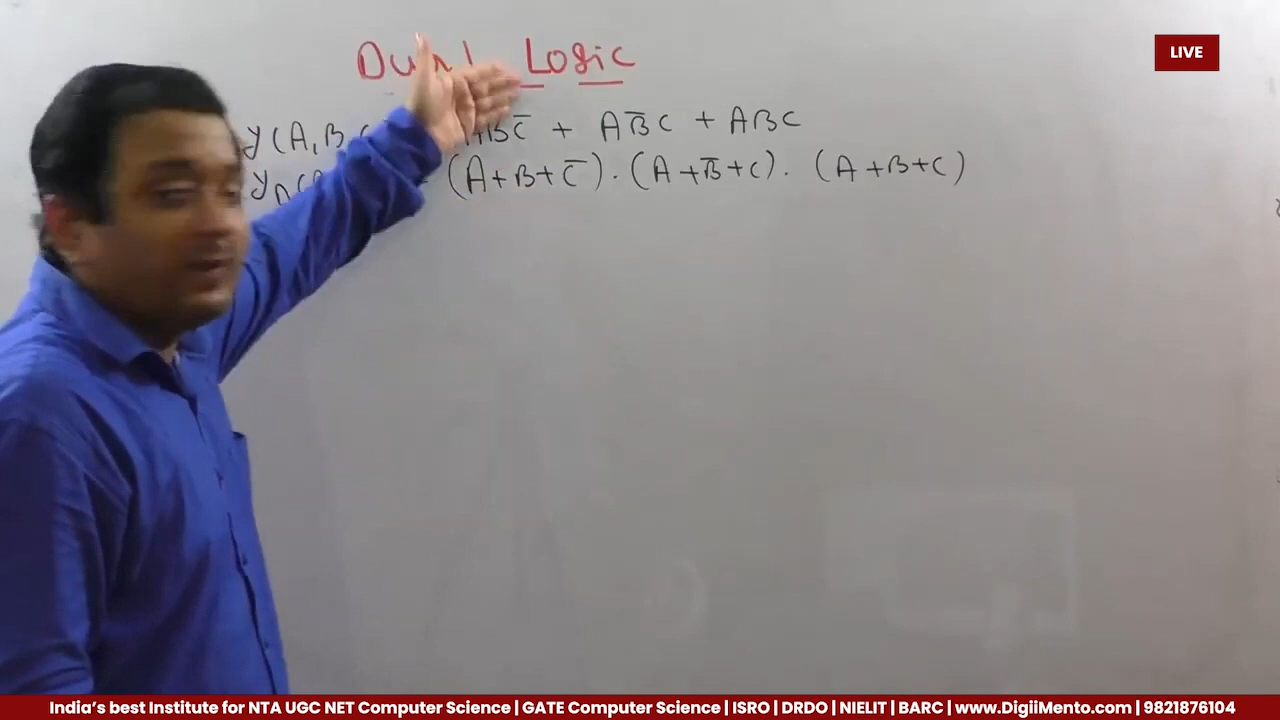 LIVE
Logic
y(A,B BC̅ + AB̅C + ABC
(A+B+C̅).(A+B̅+C).(A+B+C)
India's best Institute for NTA UGC NET Computer Science | GATE Computer Science | ISRO | DRDO | NIELIT | BARC | www.DigiiMento.com | 9821876104